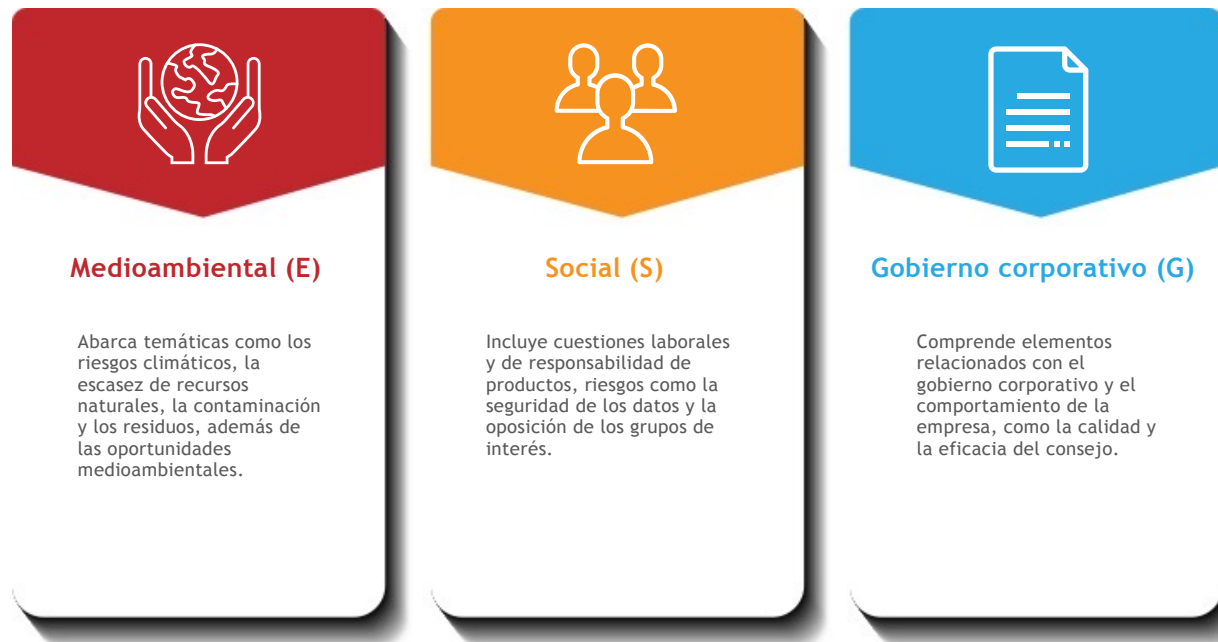 Medioambiental (E)
Abarca temáticas como los
riesgos climáticos, la
escasez de recursos
naturales, la contaminación
y los residuos, además de
las oportunidades
medioambientales.
Social (S)
Incluye cuestiones laborales
y de responsabilidad de
productos, riesgos como la
seguridad de los datos y la
oposición de los grupos de
interés.
Gobierno corporativo (G)
Comprende elementos
relacionados con el
gobierno corporativo y el
comportamiento de la
empresa, como la calidad y
la eficacia del consejo.